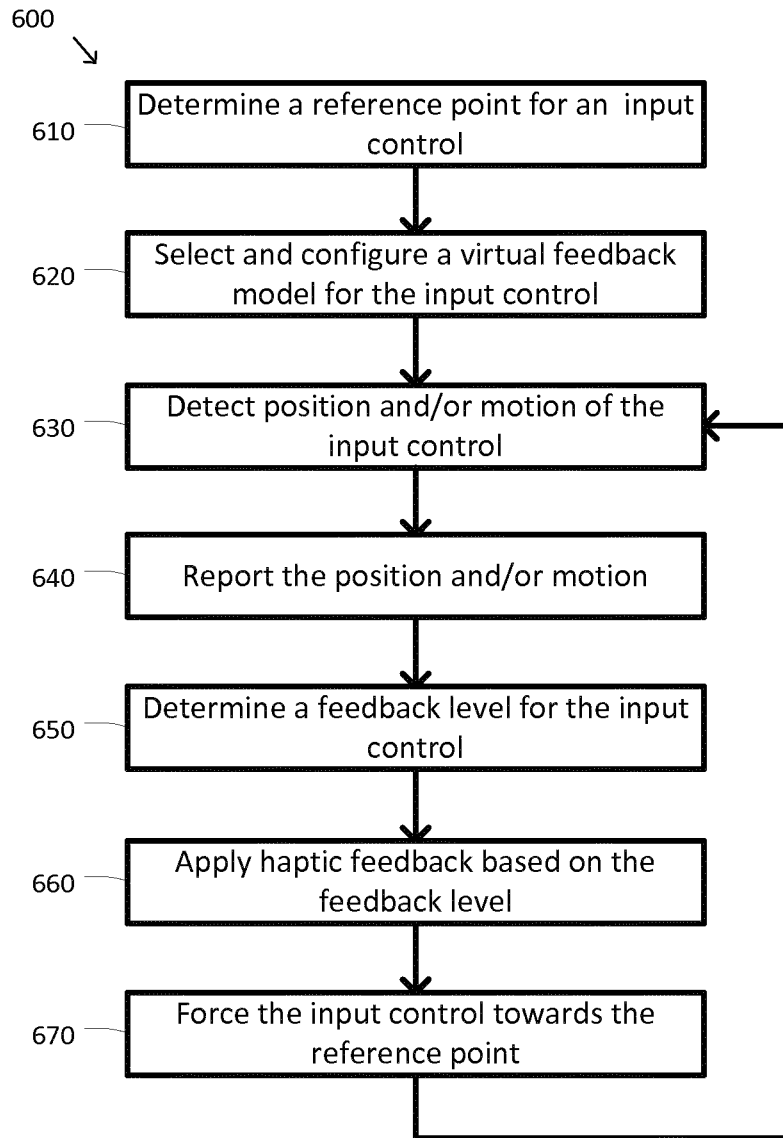 600
610
Determine a reference point for an input
control
620
Select and configure a virtual feedback
model for the input control
630
Detect position and/or motion of the
input control
640
Report the position and/or motion
650
Determine a feedback level for the input
control
660
Apply haptic feedback based on the
feedback level
670
Force the input control towards the
reference point